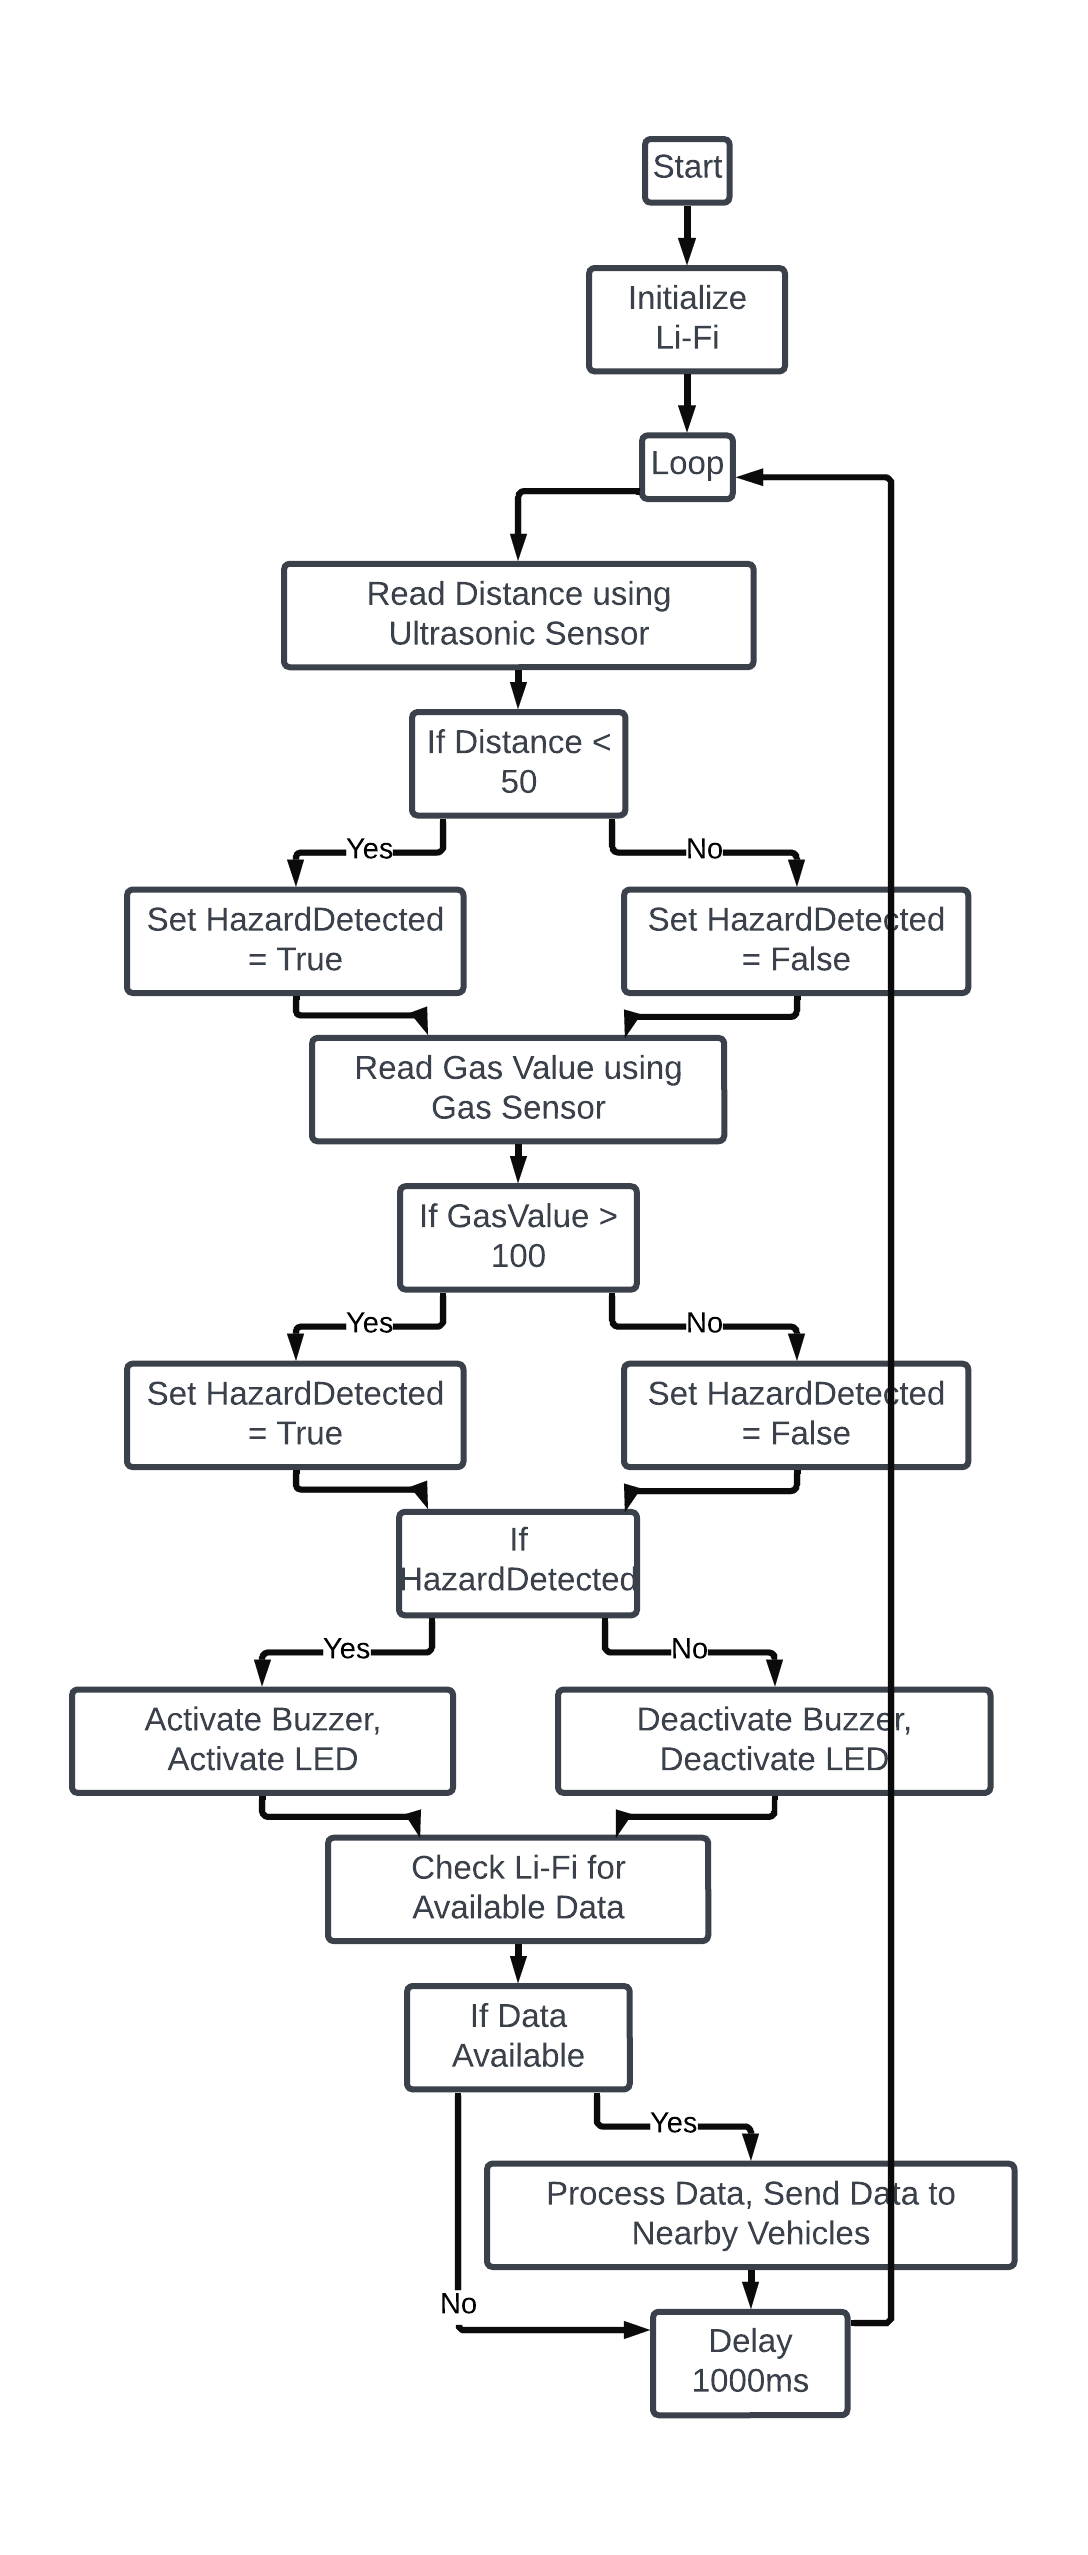 Start
Initialize
Li-Fi
Loop
Read Distance using
Ultrasonic Sensor
If Distance <
50
Yes
No
Set HazardDetected
= True
Set HazardDetected
= False
Read Gas Value using
Gas Sensor
If GasValue >
100
Yes
No
Set HazardDetected
= True
Set HazardDetected
= False
If
HazardDetected
Yes
No
Activate Buzzer,
Activate LED
Deactivate Buzzer,
Deactivate LED
Check Li-Fi for
Available Data
If Data
Available
Yes
Process Data, Send Data to
Nearby Vehicles
No
Delay
1000ms